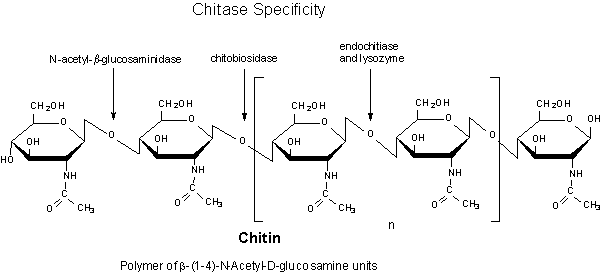 Chitase Specificity
N-acetyl-β-glucosaminidase
chitobiosidase
endochitiase
and lysozyme
CH₂OH CH₂OH CH₂OH CH₂OH CH₂OH
O O O O O OH
OH O OH O OH O OH O OH
HO
NH NH NH NH NH
O CH₃ O CH₃ O CH₃ O CH₃ O CH₃
n
Chitin
Polymer of β-(1-4)-N-Acetyl-D-glucosamine units